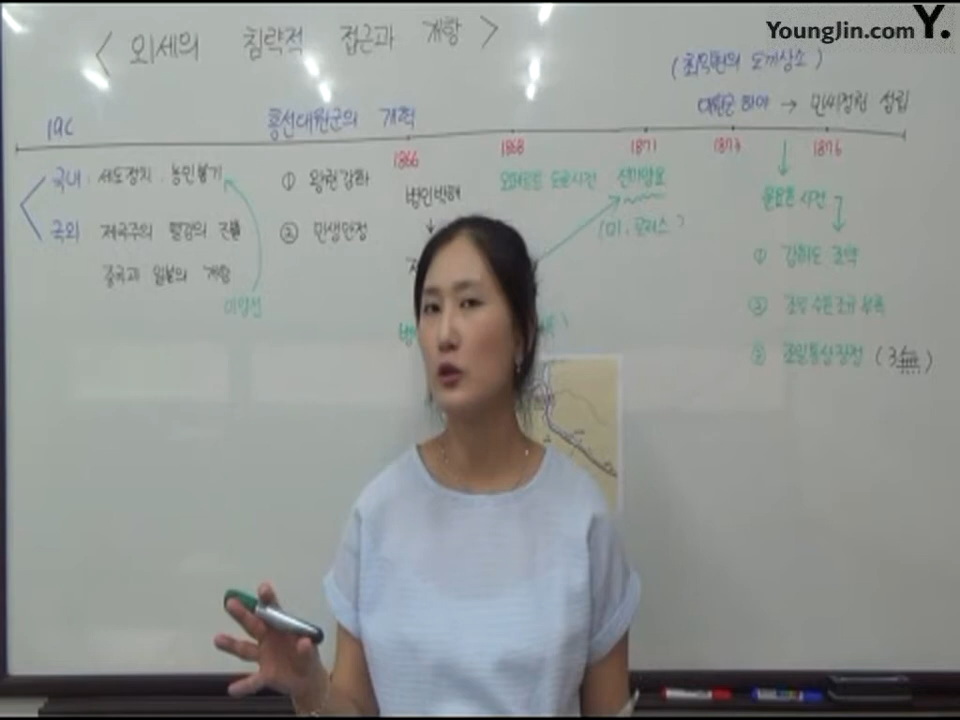 YoungJin.com Y.
< 외세의 침략적 접근과 개항 >
(최익현의 도끼상소)
19C
흥선대원군의 개혁
대원군 하야 → 민씨정권 성립
1866
1868
1871
1873
1876
국내. 세도정치. 농민봉기
① 왕권강화
병인박해
오페르트 도굴사건
신미양요
운요호 사건
국외. 제국주의 열강의
② 민생안정
(미.로저스)
① 강화도 조약
중국과 일본의 개항
이양선
② 조일수호조규부록
③ 조일통상장정 (3無)